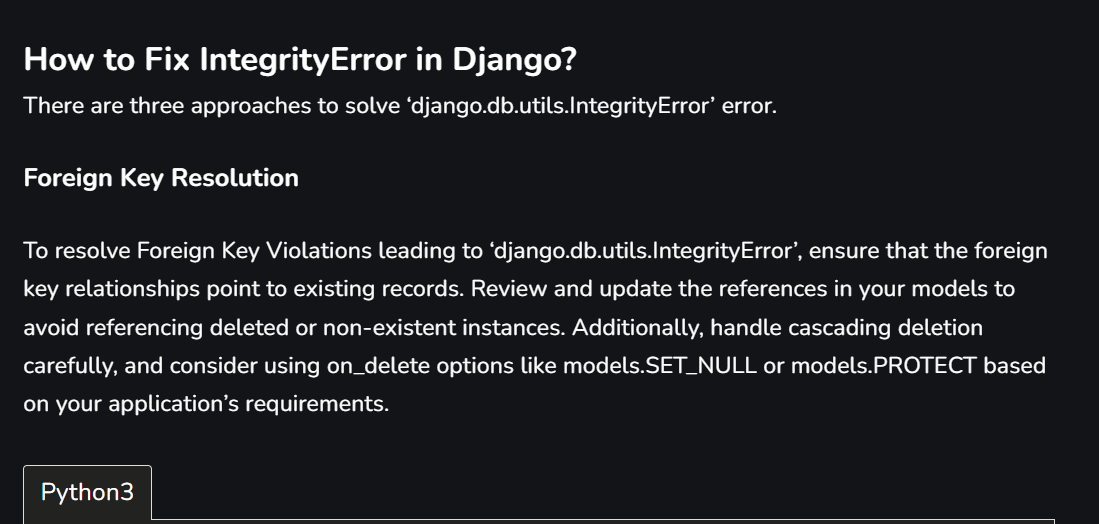 How to Fix IntegrityError in Django?
There are three approaches to solve ‘django.db.utils.IntegrityError’ error.
Foreign Key Resolution
To resolve Foreign Key Violations leading to ‘django.db.utils.IntegrityError’, ensure that the foreign
key relationships point to existing records. Review and update the references in your models to
avoid referencing deleted or non-existent instances. Additionally, handle cascading deletion
carefully, and consider using on_delete options like models.SET_NULL or models.PROTECT based
on your application’s requirements.
Python3